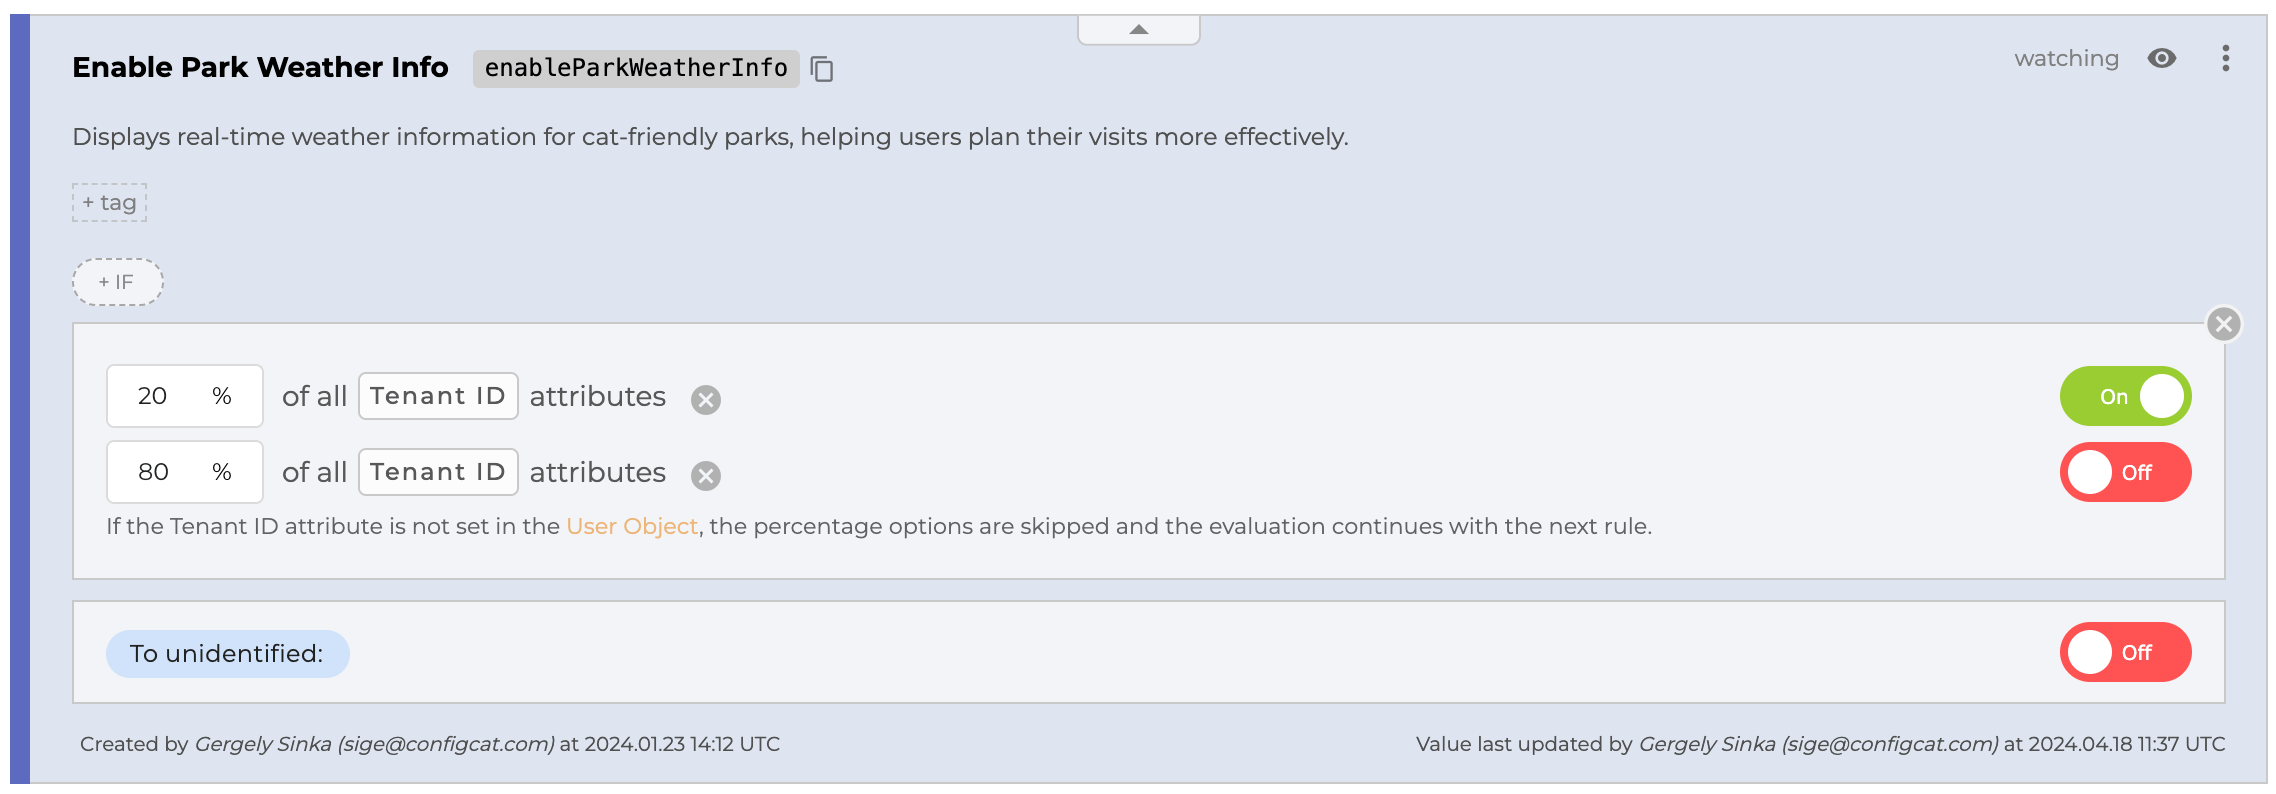 Enable Park Weather Info enableParkWeatherInfo watching
Displays real-time weather information for cat-friendly parks, helping users plan their visits more effectively.
+ tag
+ IF
20 % of all Tenant ID attributes On
80 % of all Tenant ID attributes Off
If the Tenant ID attribute is not set in the User Object, the percentage options are skipped and the evaluation continues with the next rule.
To unidentified: Off
Created by Gergely Sinka (sige@configcat.com) at 2024.01.23 14:12 UTC Value last updated by Gergely Sinka (sige@configcat.com) at 2024.04.18 11:37 UTC